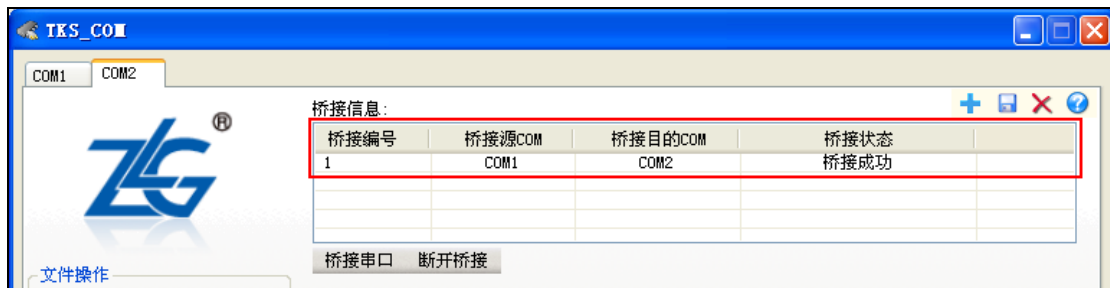 TKS_COM
COM1 COM2
桥接信息:
ZLG ®
桥接编号 桥接源COM 桥接目的COM 桥接状态
1 COM1 COM2 桥接成功
桥接串口 断开桥接
文件操作